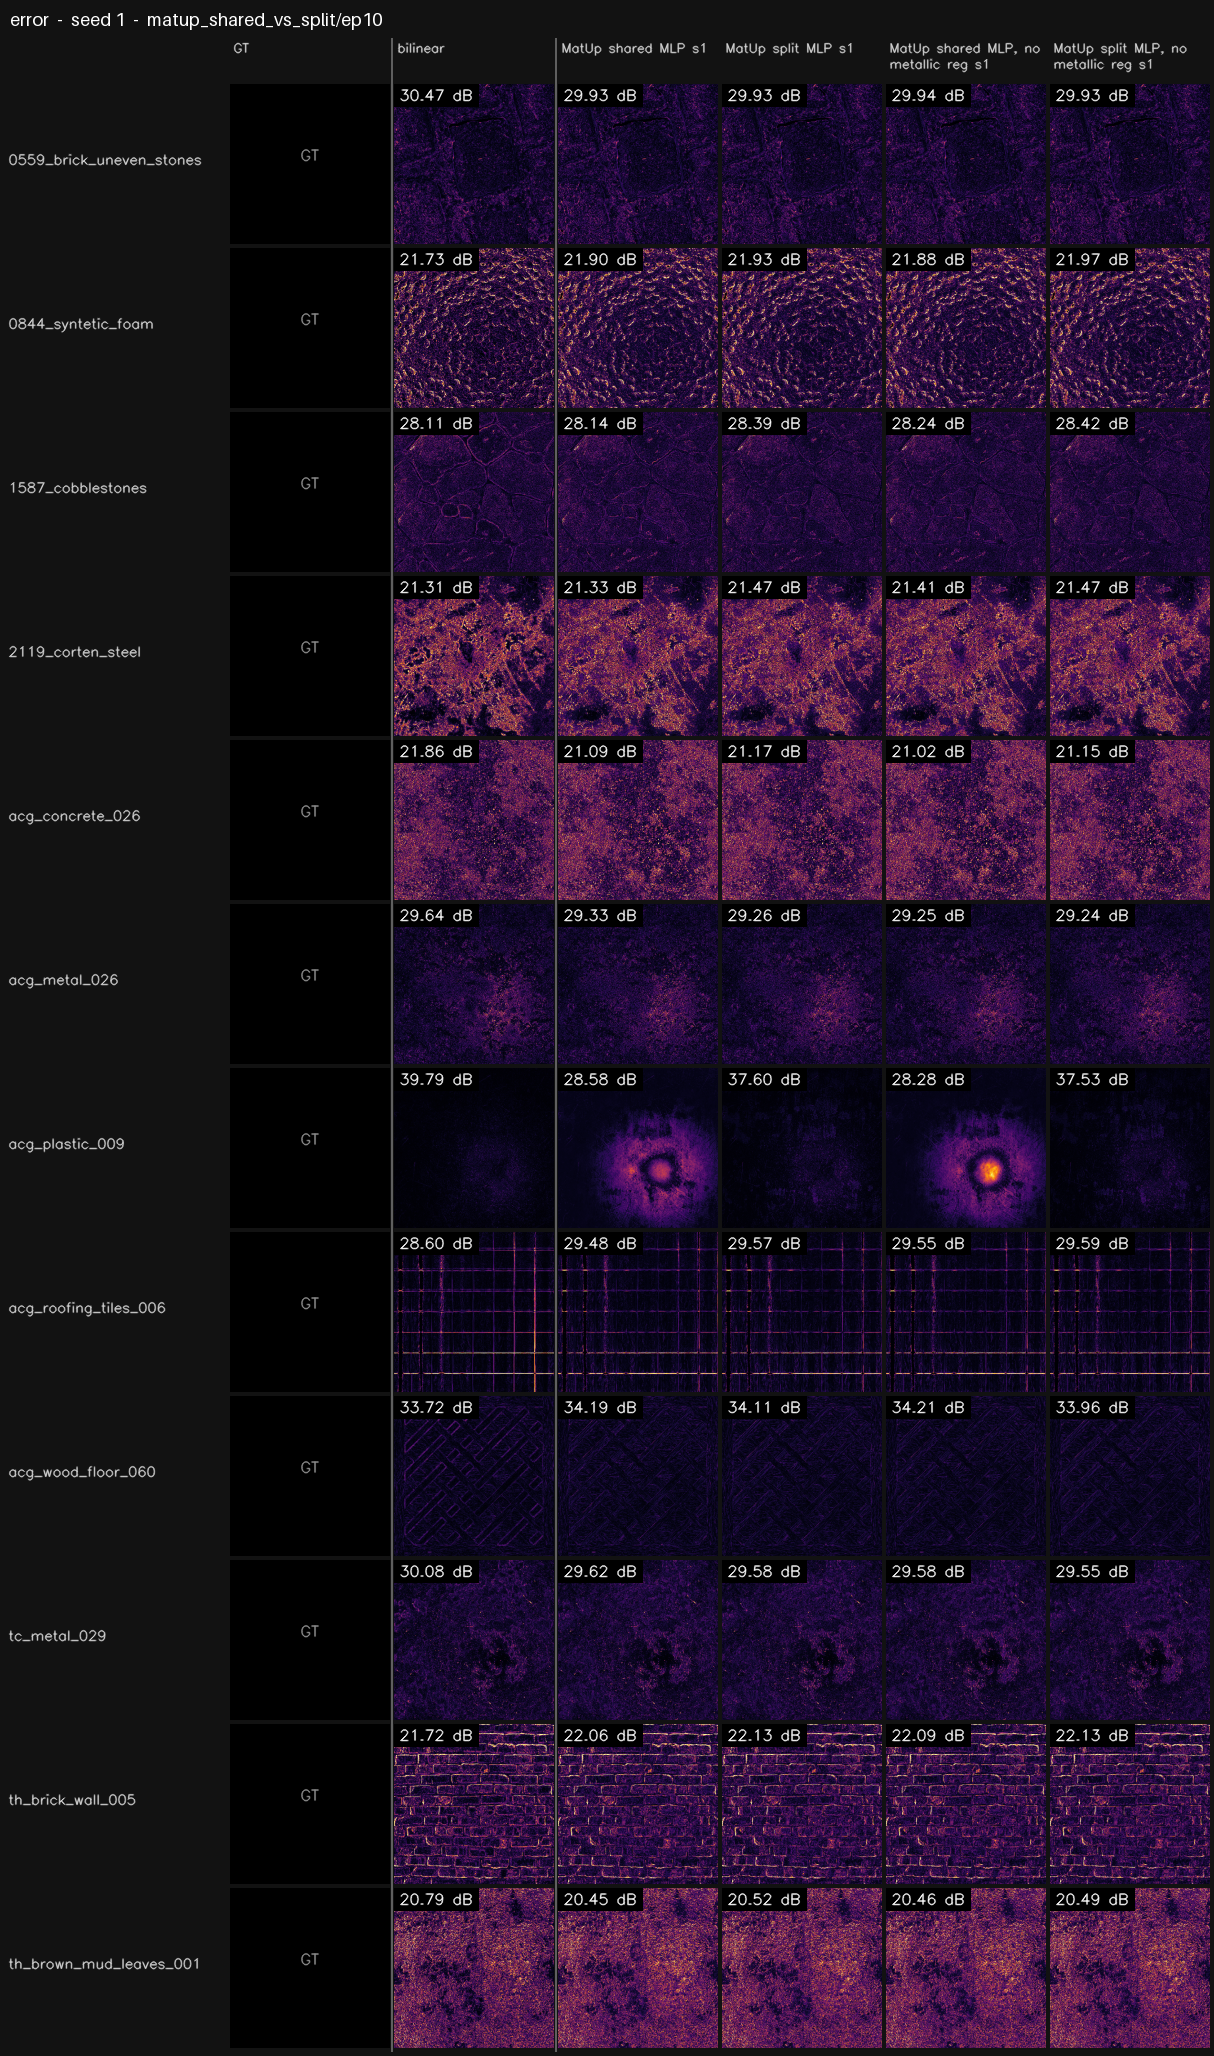 error - seed 1 - matup_shared_vs_split/ep10
GT
bilinear
MatUp shared MLP s1
MatUp split MLP s1
MatUp shared MLP, no
metallic reg s1
MatUp split MLP, no
metallic reg s1
0559_brick_uneven_stones
GT
30.47 dB
29.93 dB
29.93 dB
29.94 dB
29.93 dB
0844_syntetic_foam
GT
21.73 dB
21.90 dB
21.93 dB
21.88 dB
21.97 dB
1587_cobblestones
GT
28.11 dB
28.14 dB
28.39 dB
28.24 dB
28.42 dB
2119_corten_steel
GT
21.31 dB
21.33 dB
21.47 dB
21.41 dB
21.47 dB
acg_concrete_026
GT
21.86 dB
21.09 dB
21.17 dB
21.02 dB
21.15 dB
acg_metal_026
GT
29.64 dB
29.33 dB
29.26 dB
29.25 dB
29.24 dB
acg_plastic_009
GT
39.79 dB
28.58 dB
37.60 dB
28.28 dB
37.53 dB
acg_roofing_tiles_006
GT
28.60 dB
29.48 dB
29.57 dB
29.55 dB
29.59 dB
acg_wood_floor_060
GT
33.72 dB
34.19 dB
34.11 dB
34.21 dB
33.96 dB
tc_metal_029
GT
30.08 dB
29.62 dB
29.58 dB
29.58 dB
29.55 dB
th_brick_wall_005
GT
21.72 dB
22.06 dB
22.13 dB
22.09 dB
22.13 dB
th_brown_mud_leaves_001
GT
20.79 dB
20.45 dB
20.52 dB
20.46 dB
20.49 dB